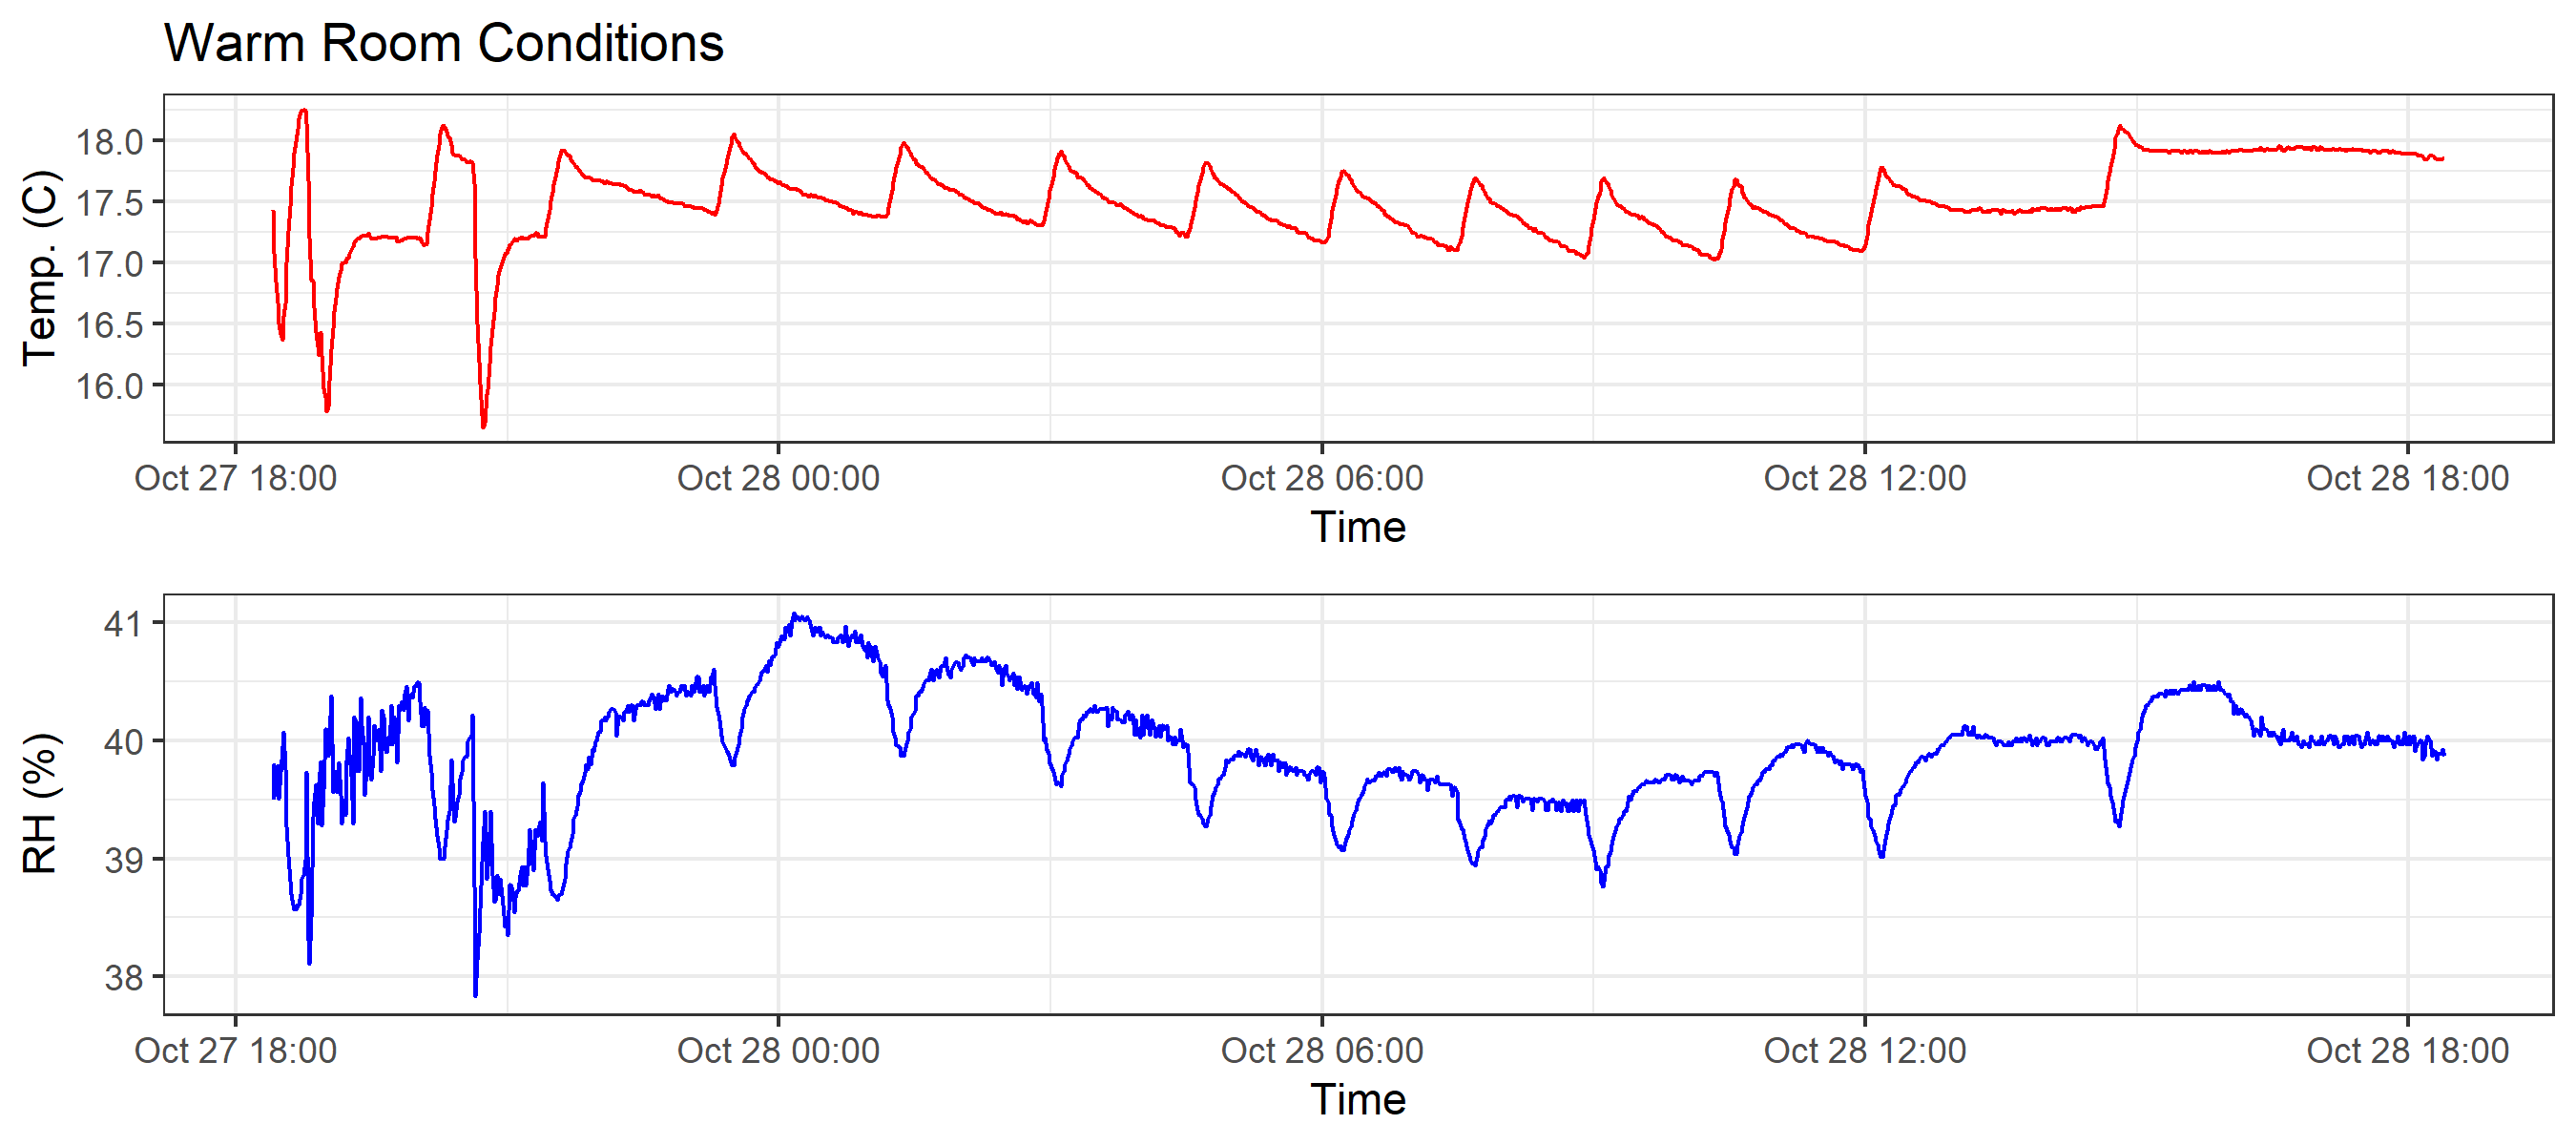 Warm Room Conditions
Temp. (C)
18.0
17.5
17.0
16.5
16.0
Oct 27 18:00 Oct 28 00:00 Oct 28 06:00 Oct 28 12:00 Oct 28 18:00
Time
RH (%)
41
40
39
38
Oct 27 18:00 Oct 28 00:00 Oct 28 06:00 Oct 28 12:00 Oct 28 18:00
Time